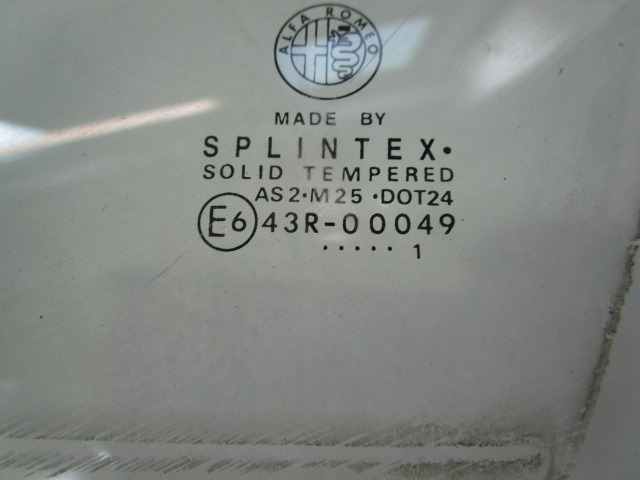 ALFA ROMEO
MADE BY
SPLINTEX•
SOLID TEMPERED
AS2•M25 •DOT24
E6 43R-00049
..... 1